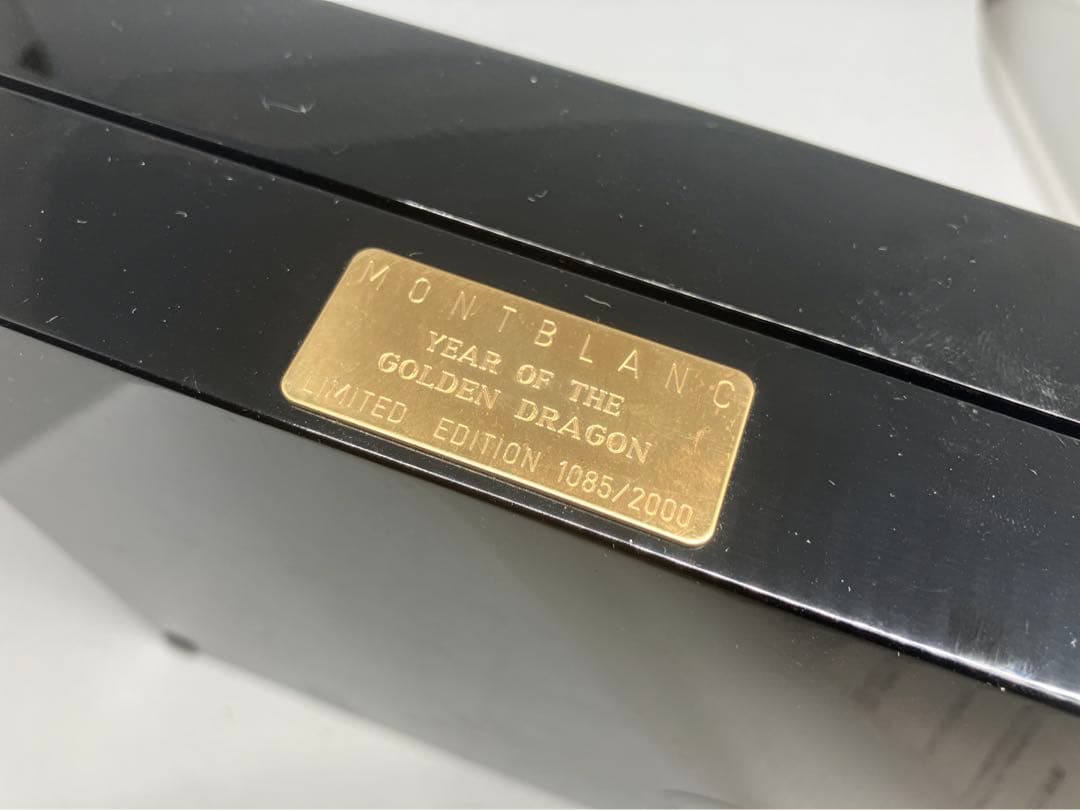 MONTBLANC
YEAR OF THE
GOLDEN DRAGON
LIMITED EDITION 1085/2000